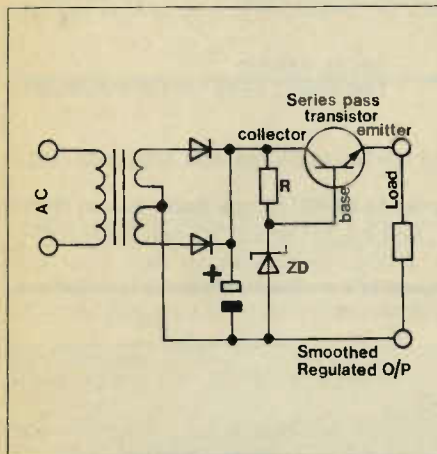 Series pass
transistor
collector
emitter
AC
R
base
Load
+
ZD
Smoothed
Regulated O/P